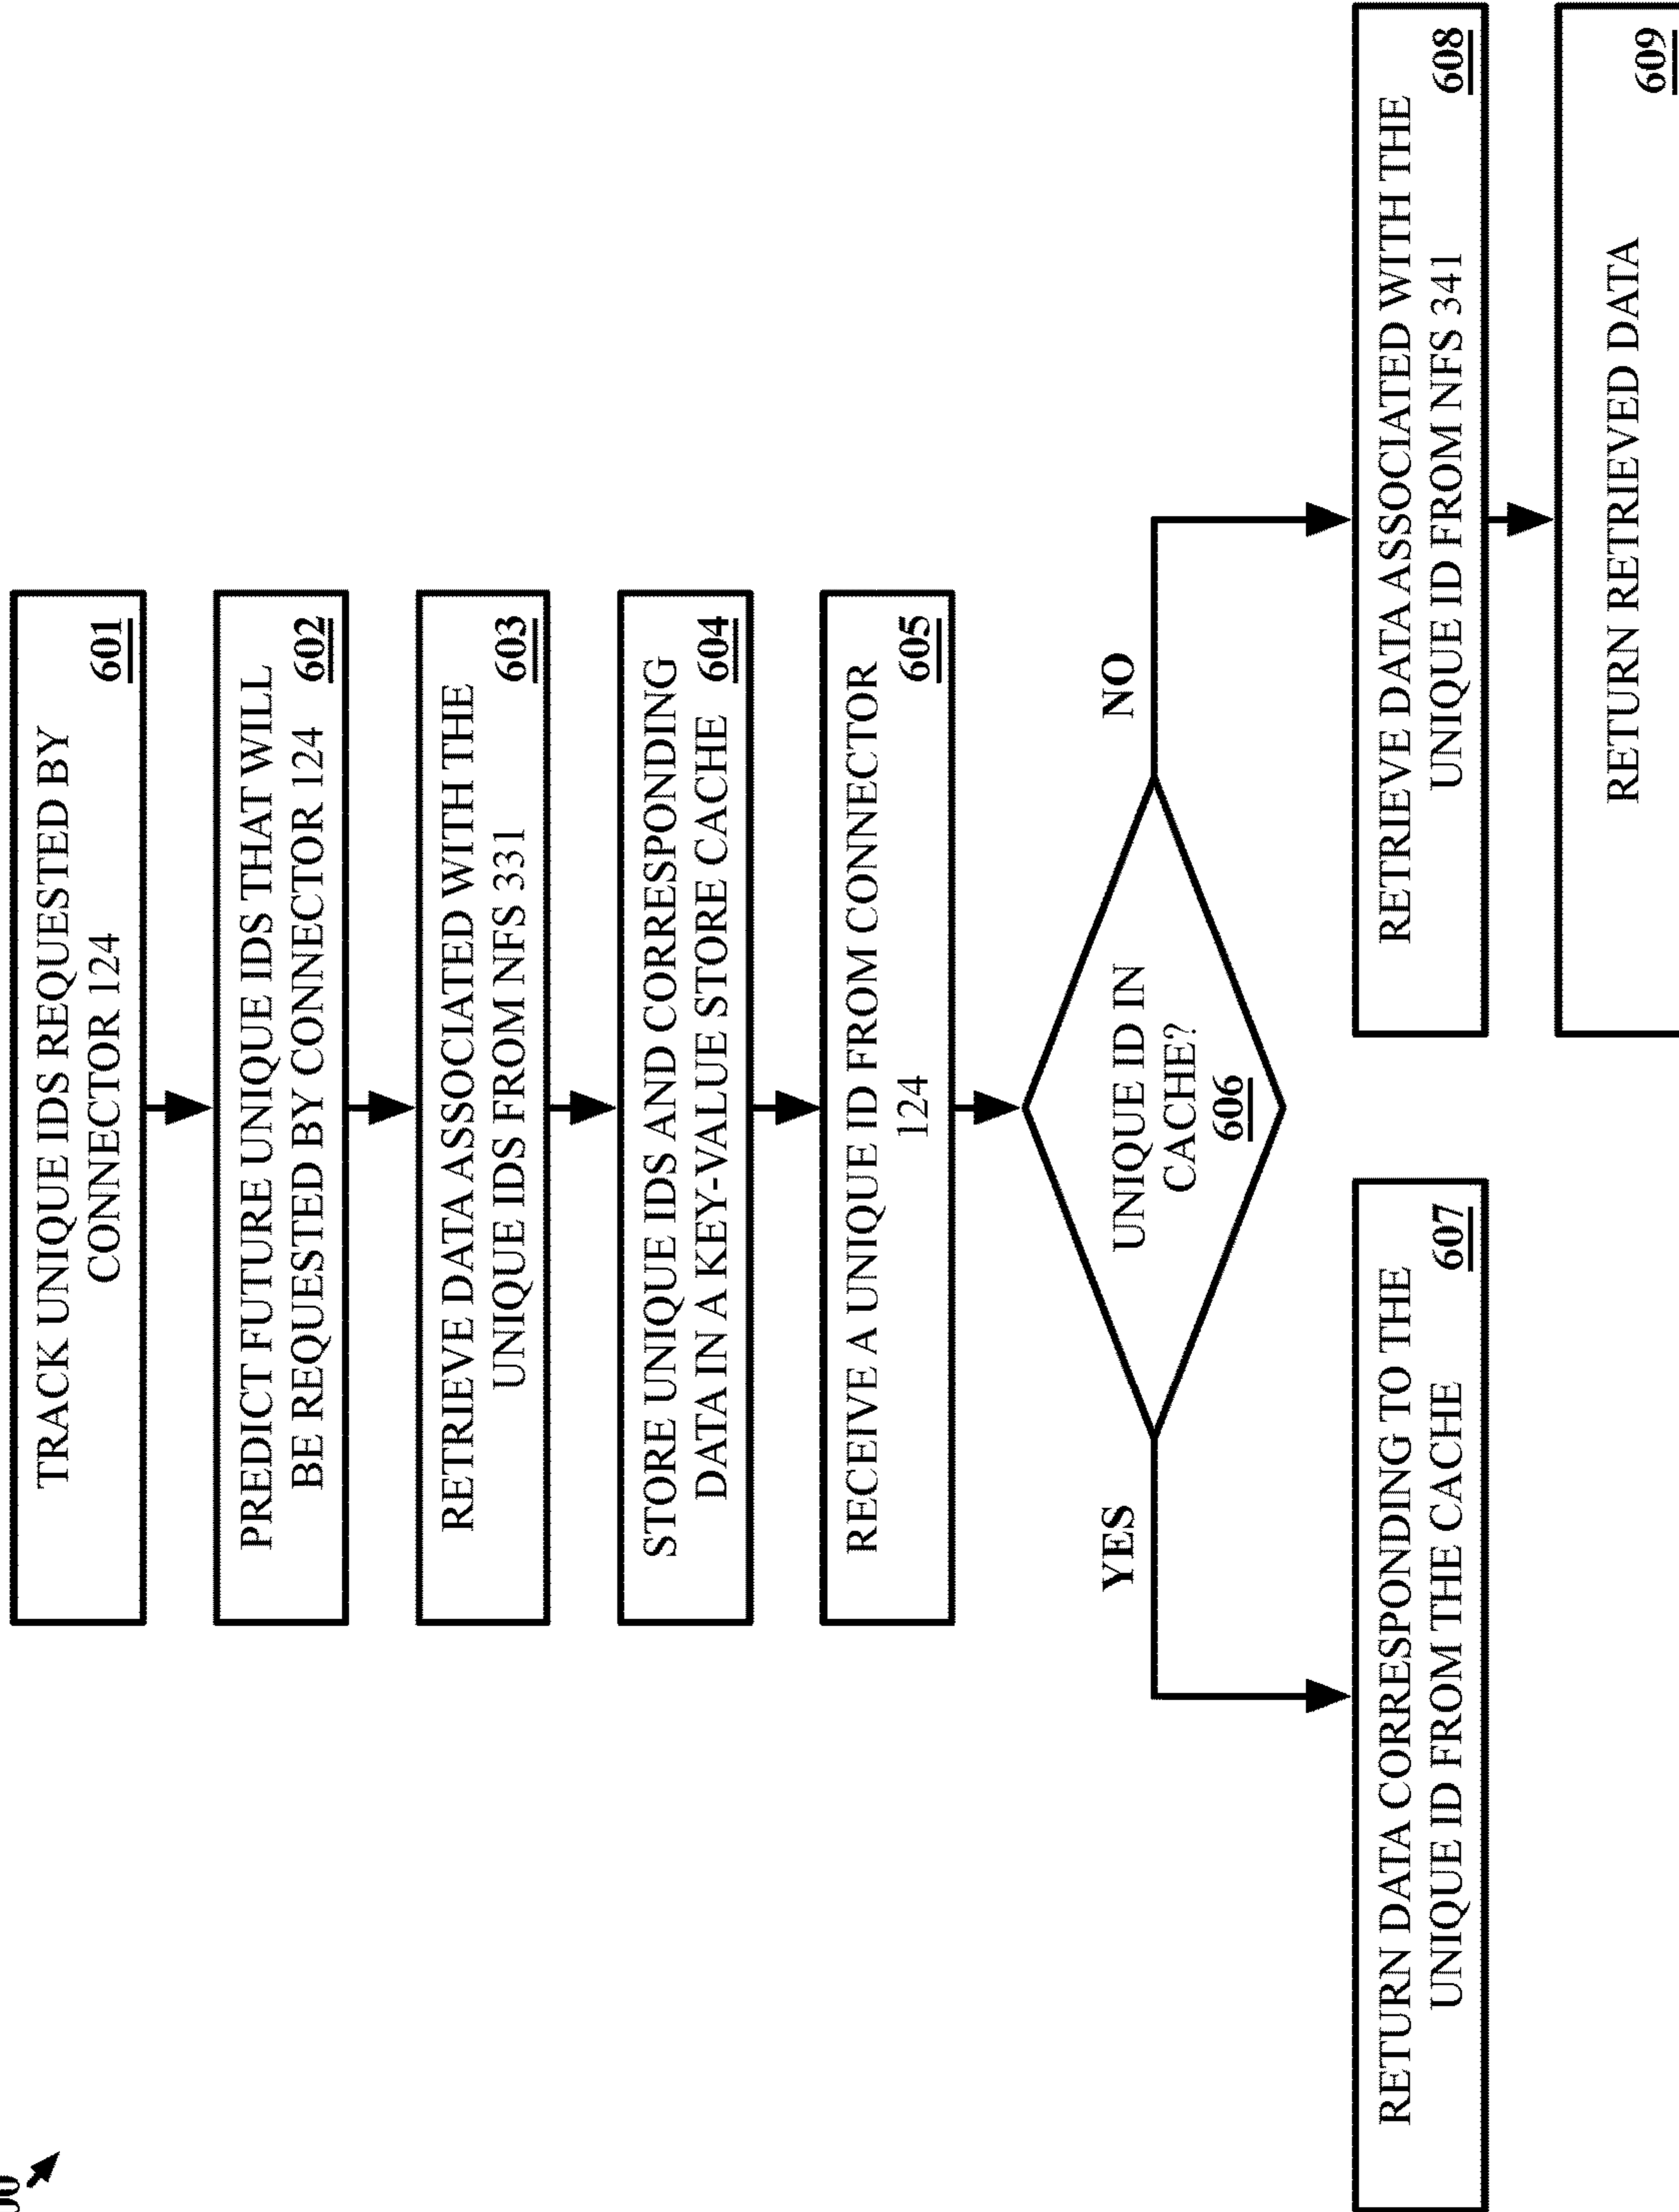 TRACK UNIQUE IDS REQUESTED BY
CONNECTOR 124
601
PREDICT FUTURE UNIQUE IDS THAT WILL
BE REQUESTED BY CONNECTOR 124
602
RETRIEVE DATA ASSOCIATED WITH THE
UNIQUE IDS FROM NFS 331
603
STORE UNIQUE IDS AND CORRESPONDING
DATA IN A KEY-VALUE STORE CACHE
604
RECEIVE A UNIQUE ID FROM CONNECTOR
124
605
UNIQUE ID IN
CACHE?
606
YES
NO
RETURN DATA CORRESPONDING TO THE
UNIQUE ID FROM THE CACHE
607
RETRIEVE DATA ASSOCIATED WITH THE
UNIQUE ID FROM NFS 341
608
RETURN RETRIEVED DATA
609